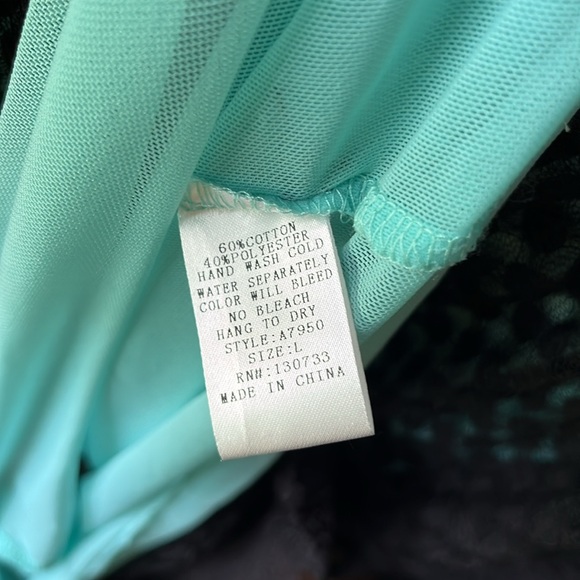 60%COTTON
40%POLYESTER
HAND WASH COLD
WATER SEPARATELY
COLOR WILL BLEED
NO BLEACH
HANG TO DRY
STYLE:A7950
SIZE:L
RN#:130733
MADE IN CHINA